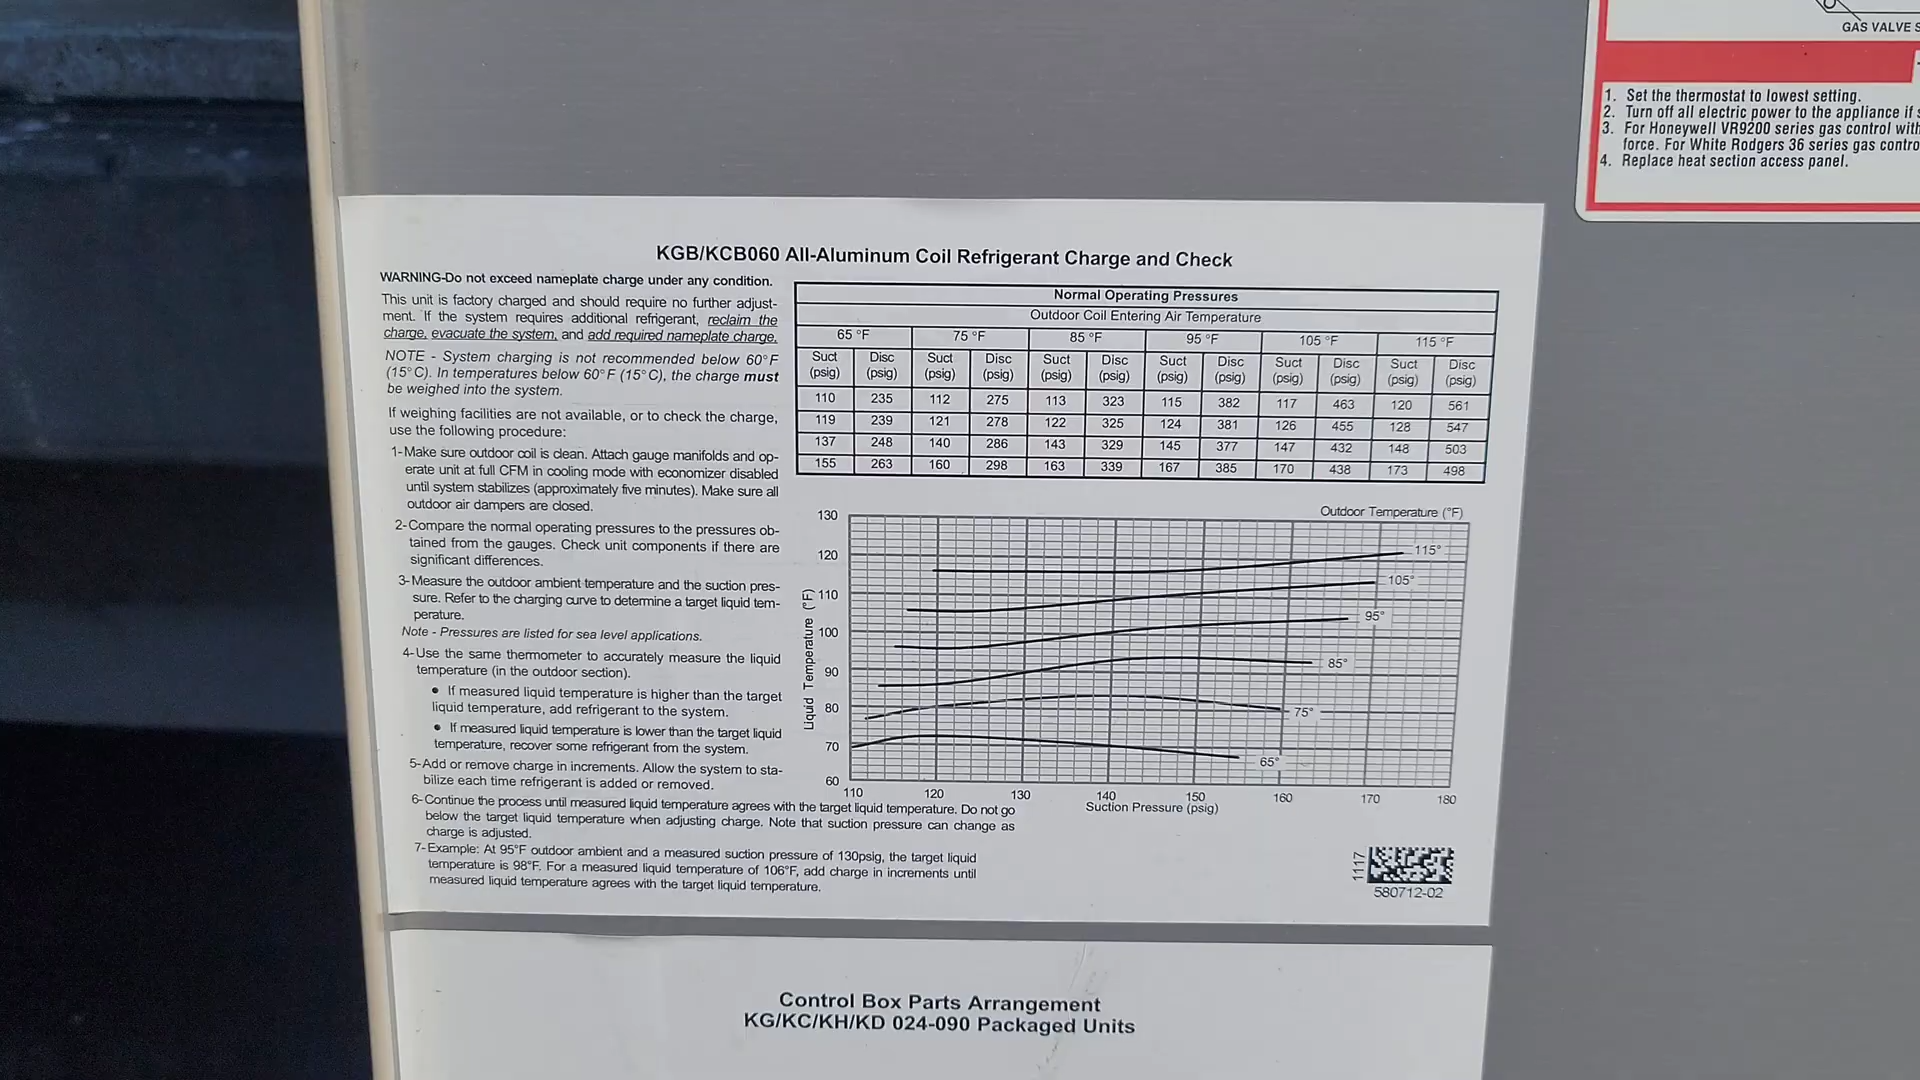 GAS VALVE S
1. Set the thermostat to lowest setting.
2. Turn off all electric power to the appliance if s
3. For Honeywell VR9200 series gas control with
force. For White Rodgers 36 series gas contro
4. Replace heat section access panel.
KGB/KCB060 All-Aluminum Coil Refrigerant Charge and Check
WARNING-Do not exceed nameplate charge under any condition.
This unit is factory charged and should require no further adjust-
ment. If the system requires additional refrigerant, reclaim the
charge, evacuate the system, and add required nameplate charge.
NOTE - System charging is not recommended below 60°F
(15°C). In temperatures below 60°F (15°C), the charge must
be weighed into the system.
If weighing facilities are not available, or to check the charge,
use the following procedure:
1-Make sure outdoor coil is clean. Attach gauge manifolds and op-
erate unit at full CFM in cooling mode with economizer disabled
until system stabilizes (approximately five minutes). Make sure all
outdoor air dampers are closed.
2-Compare the normal operating pressures to the pressures ob-
tained from the gauges. Check unit components if there are
significant differences.
3-Measure the outdoor ambient temperature and the suction pres-
sure. Refer to the charging curve to determine a target liquid tem-
perature.
Note - Pressures are listed for sea level applications.
4-Use the same thermometer to accurately measure the liquid
temperature (in the outdoor section).
• If measured liquid temperature is higher than the target
liquid temperature, add refrigerant to the system.
• If measured liquid temperature is lower than the target liquid
temperature, recover some refrigerant from the system.
5-Add or remove charge in increments. Allow the system to sta-
bilize each time refrigerant is added or removed.
6-Continue the process until measured liquid temperature agrees with the target liquid temperature. Do not go
below the target liquid temperature when adjusting charge. Note that suction pressure can change as
charge is adjusted.
7-Example: At 95°F outdoor ambient and a measured suction pressure of 130psig, the target liquid
temperature is 98°F. For a measured liquid temperature of 106°F, add charge in increments until
measured liquid temperature agrees with the target liquid temperature.
Normal Operating Pressures
Outdoor Coil Entering Air Temperature
65 °F 75 °F 85 °F 95 °F 105 °F 115 °F
Suct Disc Suct Disc Suct Disc Suct Disc Suct Disc Suct Disc
(psig) (psig) (psig) (psig) (psig) (psig) (psig) (psig) (psig) (psig) (psig) (psig)
110 235 112 275 113 323 115 382 117 463 120 561
119 239 121 278 122 325 124 381 126 455 128 547
137 248 140 286 143 329 145 377 147 432 148 503
155 263 160 298 163 339 167 385 170 438 173 498
Outdoor Temperature (°F)
130
120
110
100
90
80
70
60
Liquid Temperature (°F)
115°
105°
95°
85°
75°
65°
110 120 130 140 150 160 170 180
Suction Pressure (psig)
1117
580712-02
Control Box Parts Arrangement
KG/KC/KH/KD 024-090 Packaged Units